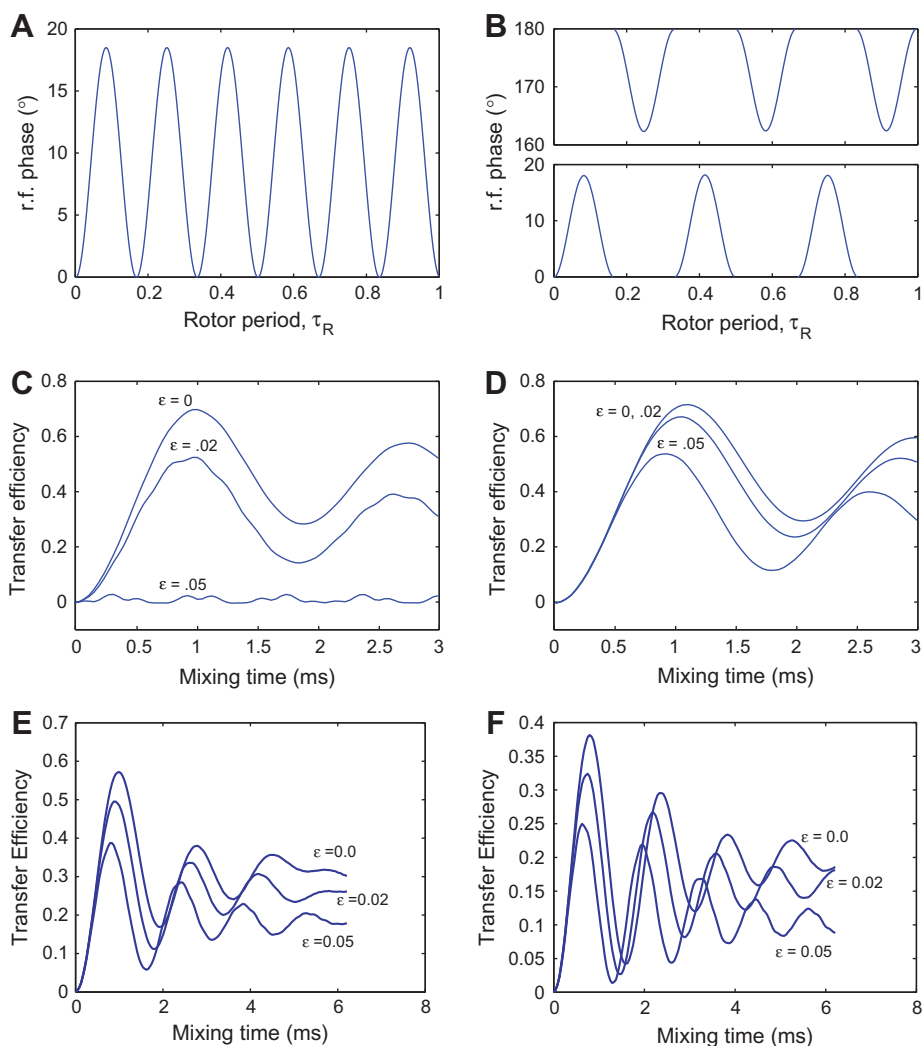 A
r.f. phase (°)
20
15
10
5
0
0 0.2 0.4 0.6 0.8 1
Rotor period, τR
B
r.f. phase (°)
180
170
160
20
10
0
0 0.2 0.4 0.6 0.8 1
Rotor period, τR
C
Transfer efficiency
0.8
0.6
0.4
0.2
0
ε = 0
ε = .02
ε = .05
0 0.5 1 1.5 2 2.5 3
Mixing time (ms)
D
Transfer efficiency
0.8
0.6
0.4
0.2
0
ε = 0, .02
ε = .05
0 0.5 1 1.5 2 2.5 3
Mixing time (ms)
E
Transfer Efficiency
0.7
0.6
0.5
0.4
0.3
0.2
0.1
0
ε =0.0
ε =0.02
ε =0.05
0 2 4 6 8
Mixing time (ms)
F
Transfer Efficiency
0.4
0.35
0.3
0.25
0.2
0.15
0.1
0.05
0
ε = 0.0
ε = 0.02
ε = 0.05
0 2 4 6 8
Mixing time (ms)